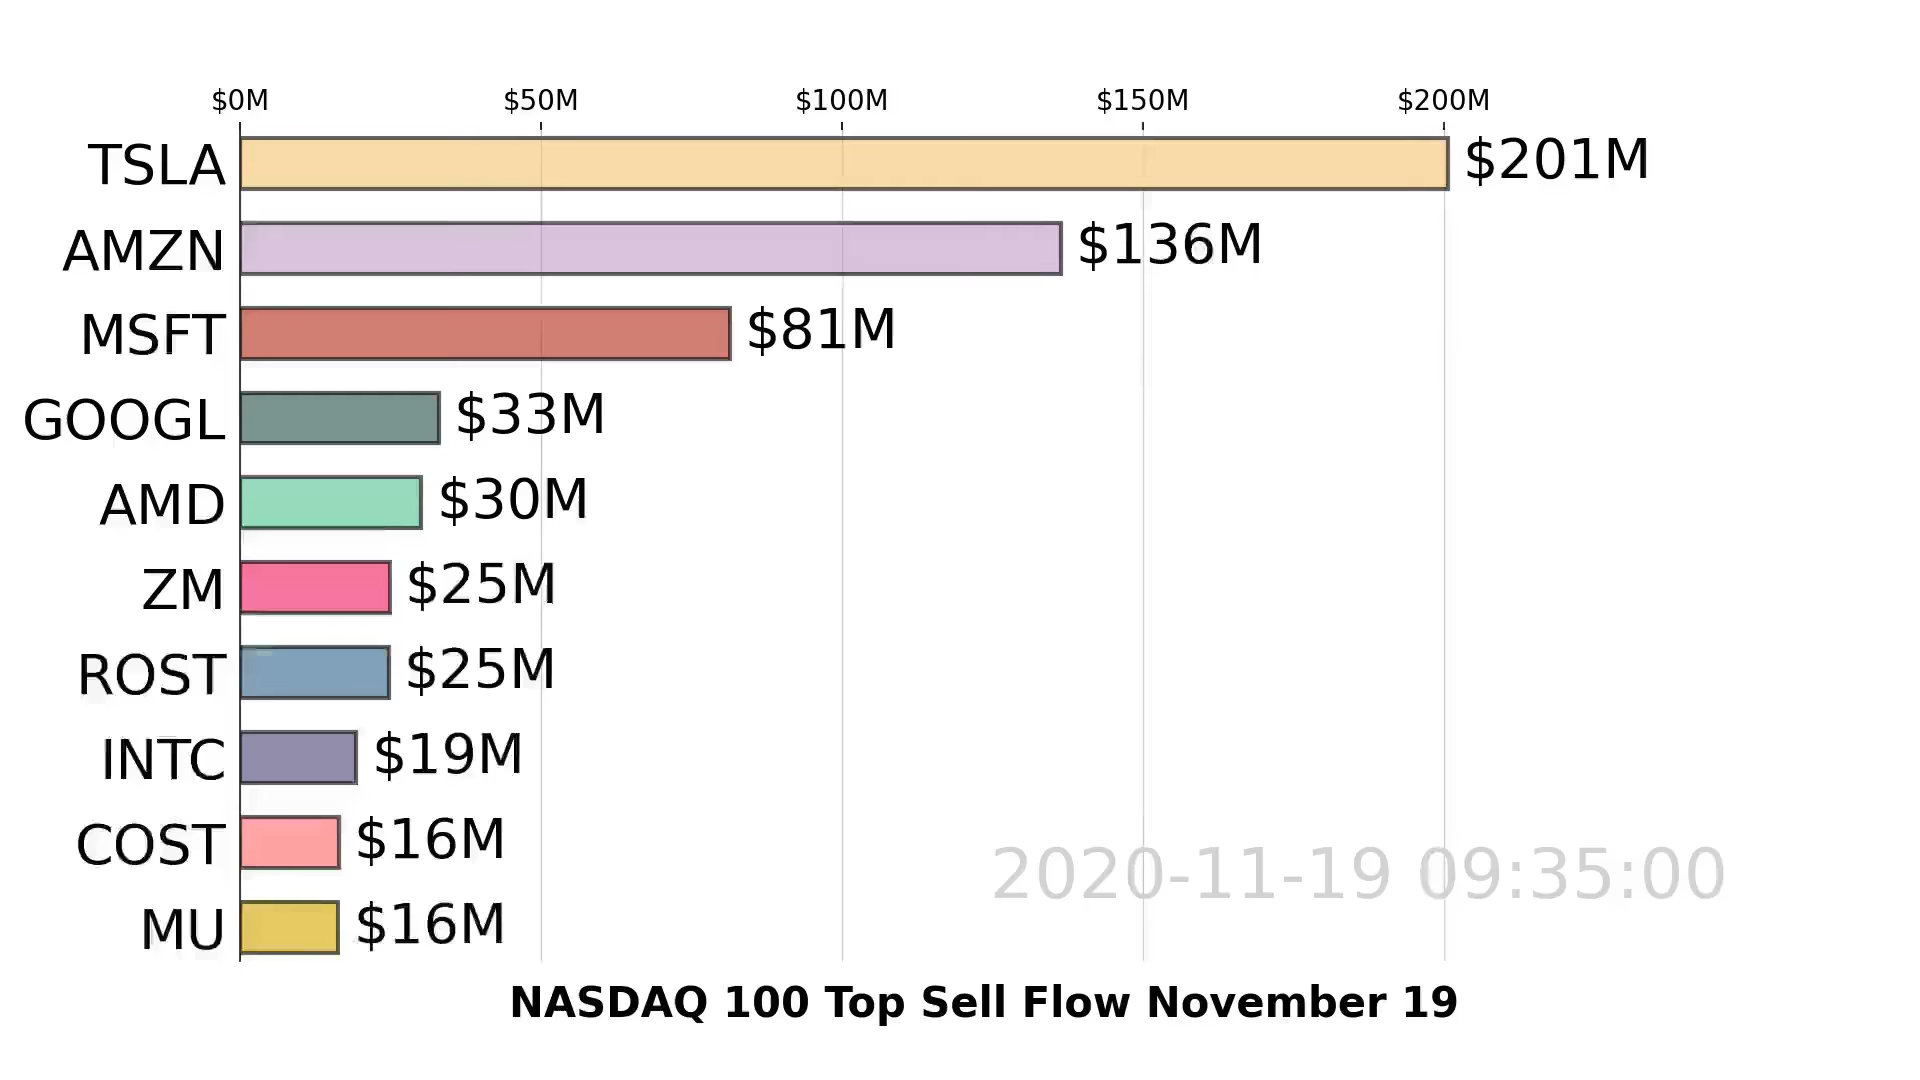 $0M $50M $100M $150M $200M
TSLA $201M
AMZN $136M
MSFT $81M
GOOGL $33M
AMD $30M
ZM $25M
ROST $25M
INTC $19M
COST $16M
2020-11-19 09:35:00
MU $16M
NASDAQ 100 Top Sell Flow November 19